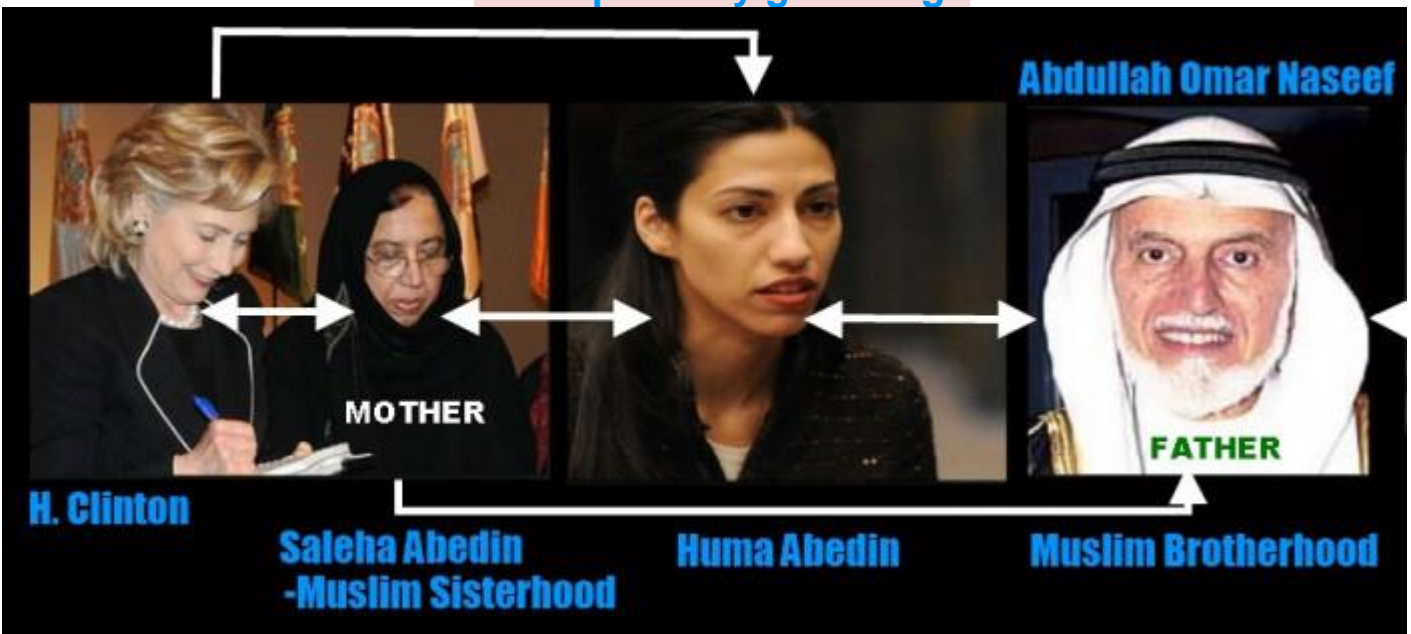 Abdullah Omar Naseef
MOTHER
FATHER
H. Clinton
Saleha Abedin
-Muslim Sisterhood
Huma Abedin
Muslim Brotherhood